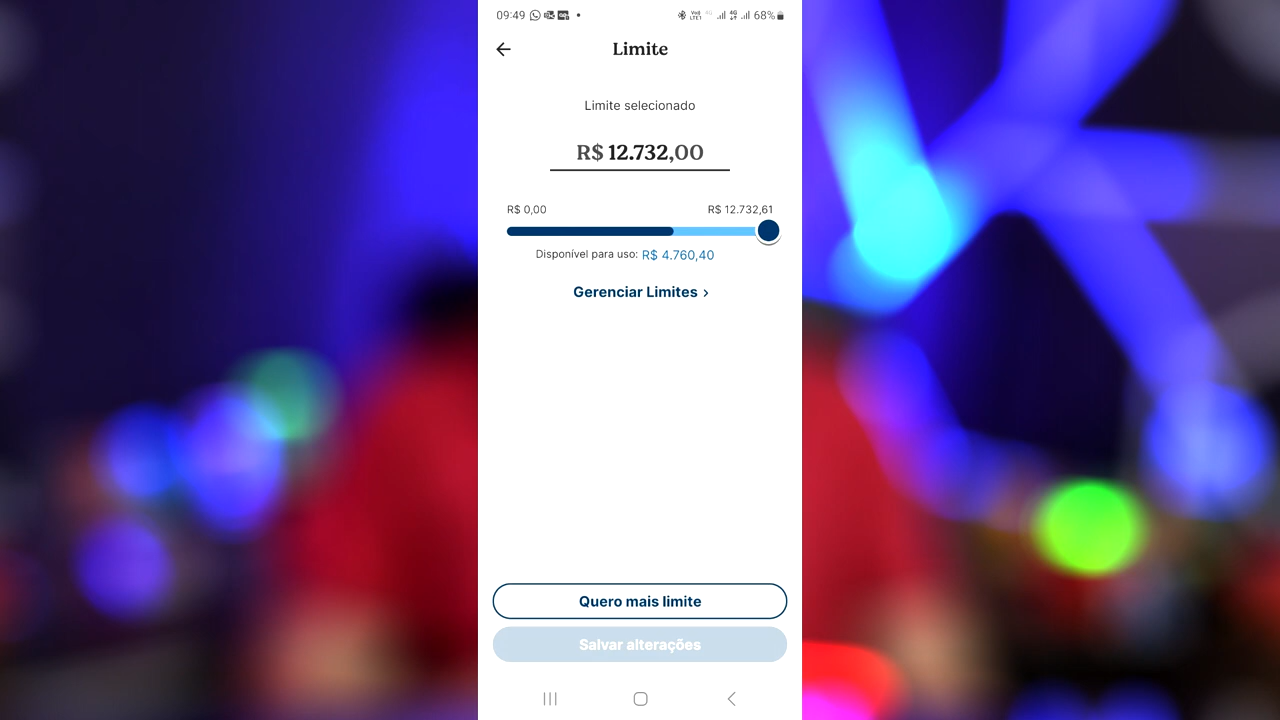 09:49 68%
Limite
Limite selecionado
R$ 12.732,00
R$ 0,00 R$ 12.732,61
Disponível para uso: R$ 4.760,40
Gerenciar Limites
Quero mais limite
Salvar alterações